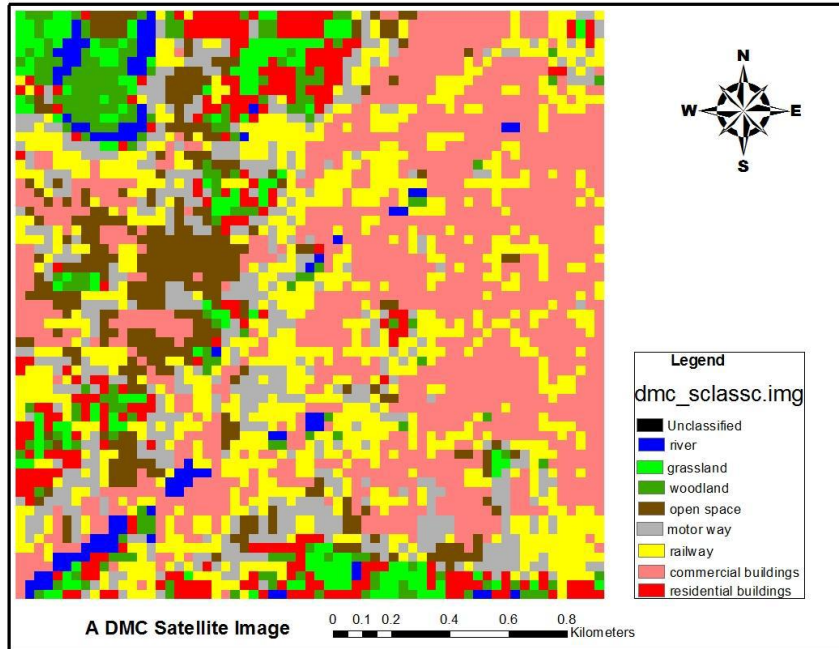 N
W E
S
Legend
dmc_sclassc.img
Unclassified
river
grassland
woodland
open space
motor way
railway
commercial buildings
residential buildings
A DMC Satellite Image
0 0.1 0.2 0.4 0.6 0.8
Kilometers